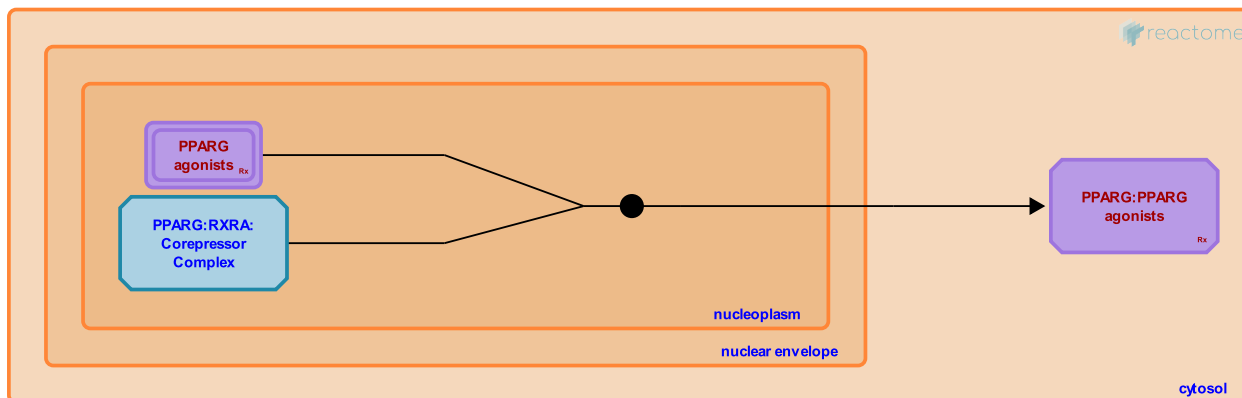 reactome
PPARG
agonists
Rx
PPARG:RXRA:
Corepressor
Complex
PPARG:PPARG
agonists
Rx
nucleoplasm
nuclear envelope
cytosol